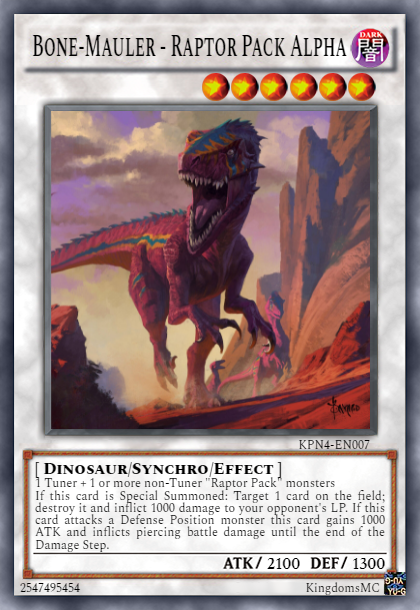 Bone-Mauler - Raptor Pack Alpha
DARK
闇
KPN4-EN007
[ Dinosaur/Synchro/Effect ]
1 Tuner + 1 or more non-Tuner "Raptor Pack" monsters
If this card is Special Summoned: Target 1 card on the field;
destroy it and inflict 1000 damage to your opponent's LP. If this
card attacks a Defense Position monster this card gains 1000
ATK and inflicts piercing battle damage until the end of the
Damage Step.
ATK/ 2100 DEF/ 1300
2547495454
KingdomsMC